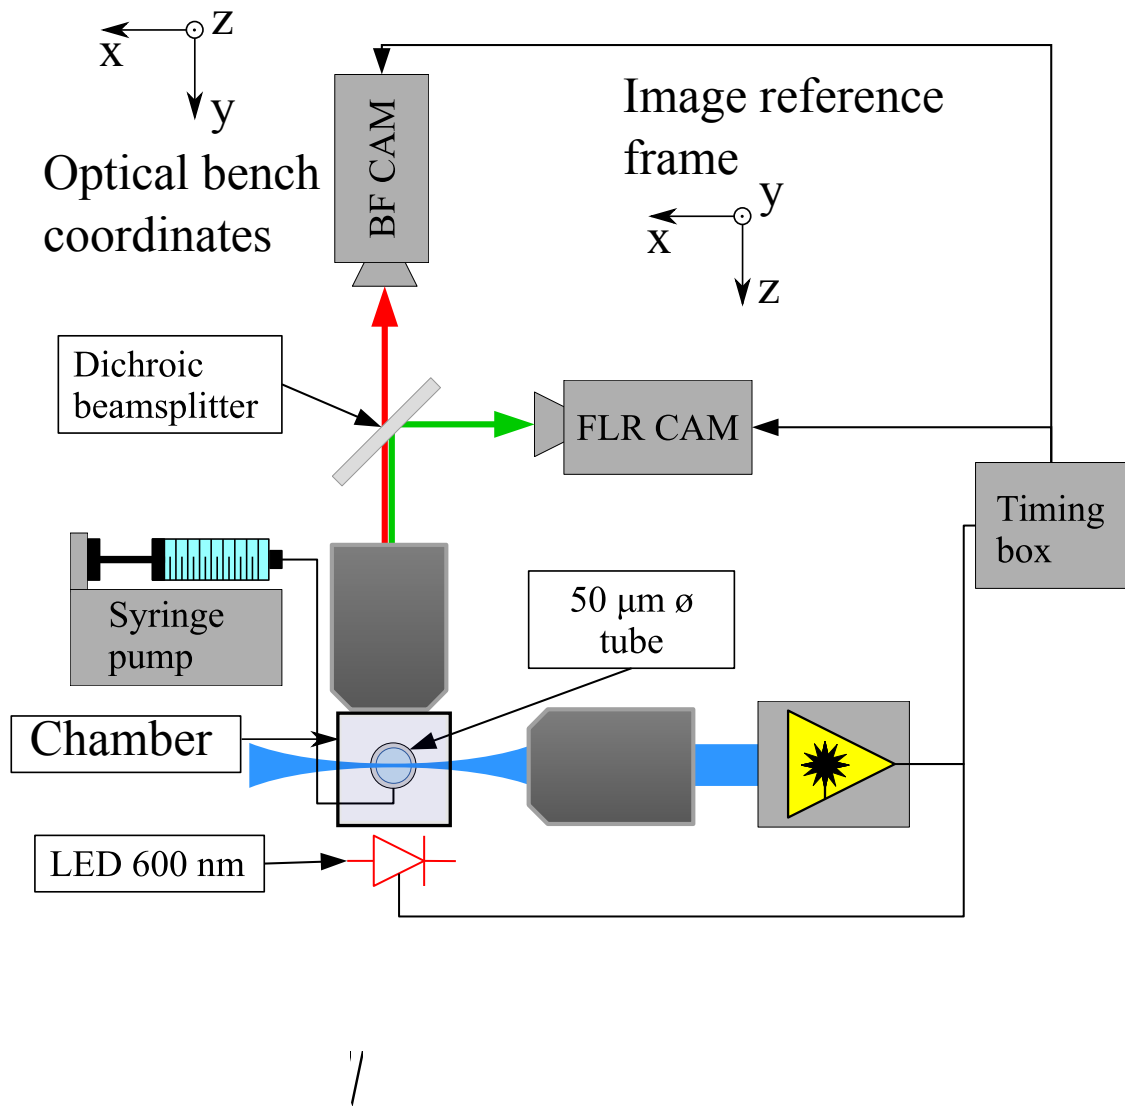 z
x
y
Optical bench
coordinates
BF CAM
Image reference
frame
y
x
z
Dichroic
beamsplitter
FLR CAM
Timing
box
Syringe
pump
50 μm ø
tube
Chamber
LED 600 nm